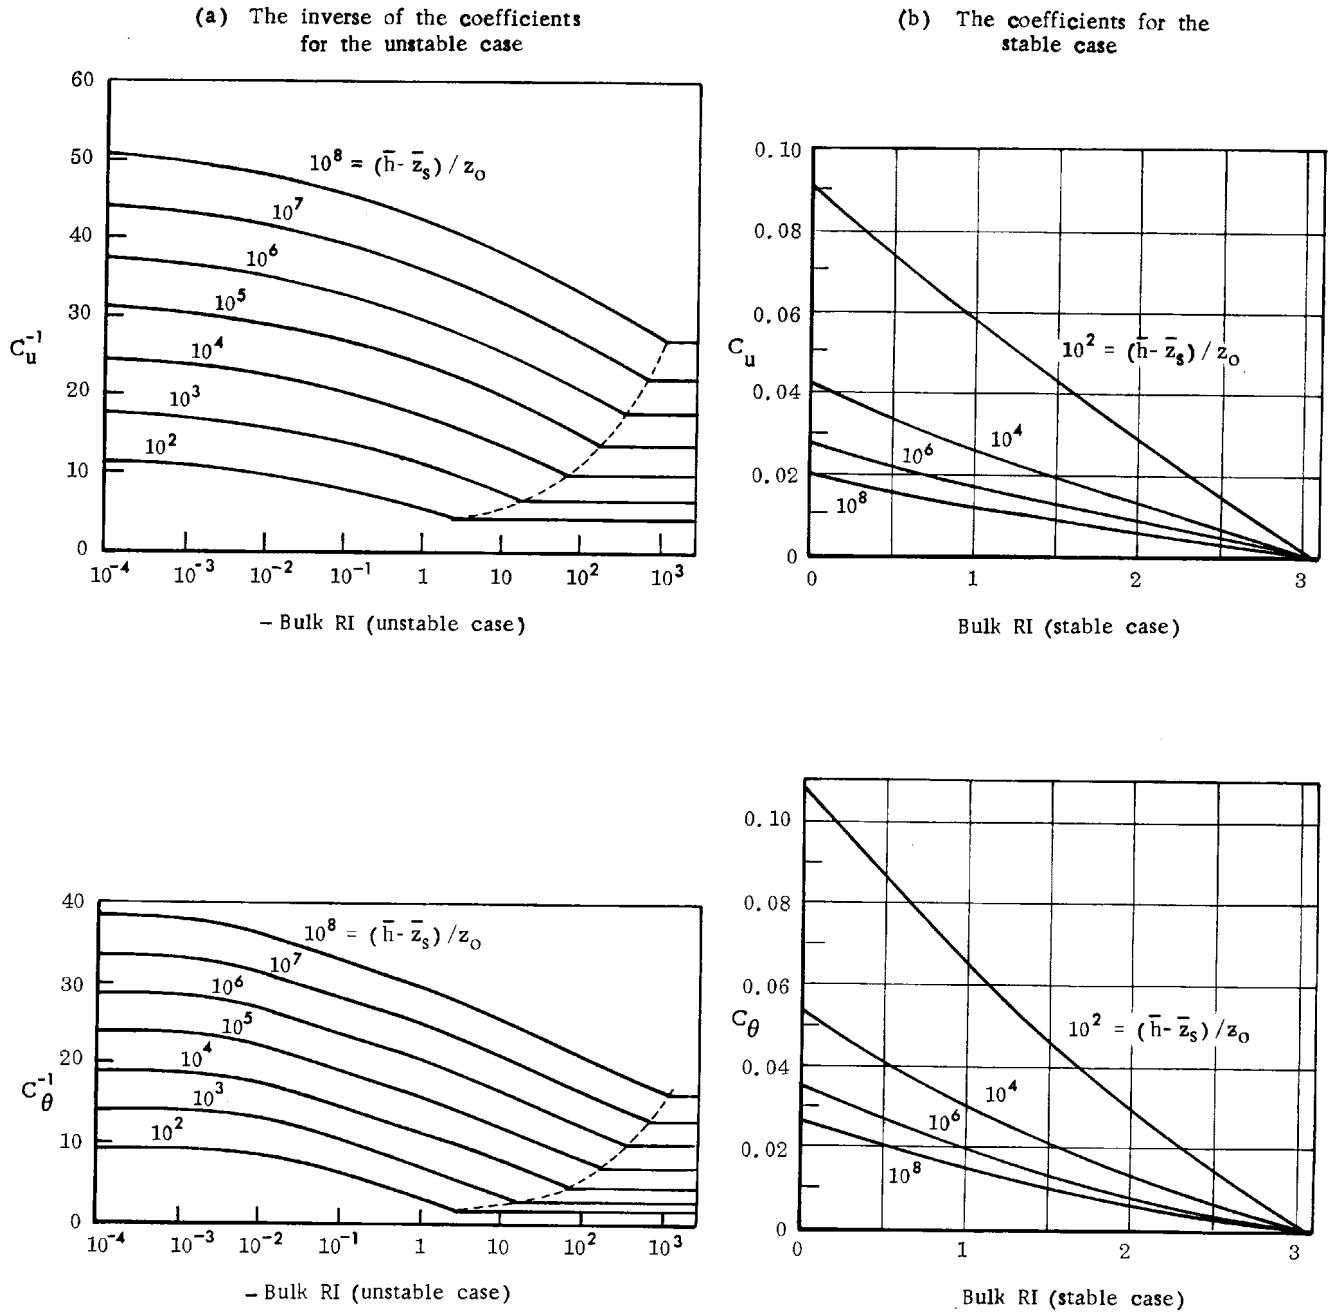 (a) The inverse of the coefficients
for the unstable case
60
50
40
30
20
10
0
C_u^-1
10^8 = (h̄- z̄_s) / z_o
10^7
10^6
10^5
10^4
10^3
10^2
10^-4 10^-3 10^-2 10^-1 1 10 10^2 10^3
– Bulk RI (unstable case)
(b) The coefficients for the
stable case
0.10
0.08
0.06
0.04
0.02
0
C_u
10^2 = (h̄- z̄_s) / z_o
10^4
10^6
10^8
0 1 2 3
Bulk RI (stable case)
40
30
20
10
0
C_θ^-1
10^8 = (h̄- z̄_s) /z_o
10^7
10^6
10^5
10^4
10^3
10^2
10^-4 10^-3 10^-2 10^-1 1 10 10^2 10^3
– Bulk RI (unstable case)
0.10
0.08
0.06
0.04
0.02
0
C_θ
10^2 = (h̄- z̄_s) /z_o
10^4
10^6
10^8
0 1 2 3
Bulk RI (stable case)